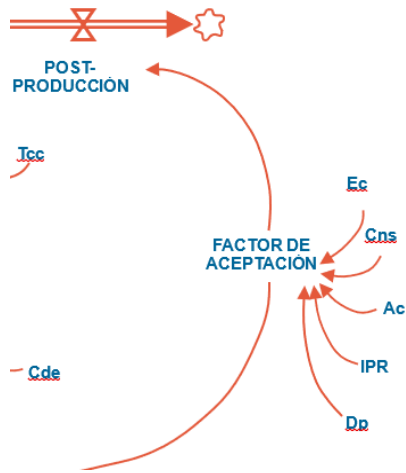 POST-
PRODUCCIÓN
Tcc
Ec
Cns
FACTOR DE
ACEPTACIÓN
Ac
IPR
Cde
Dp